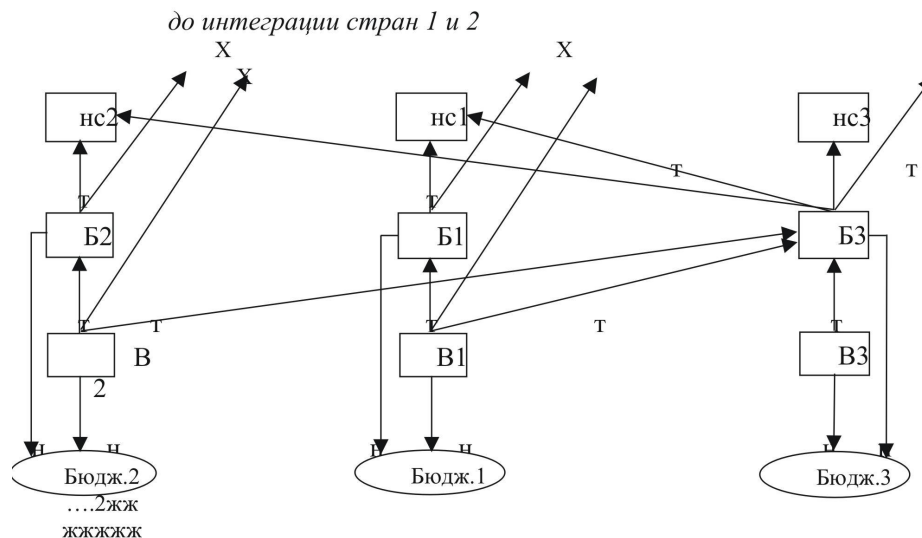 до интеграции стран 1 и 2
Х Х
Х
нс2 нс1 нс3
т т
т т
Б2 Б1 Б3
т т т т т
В В1 В3
2
н н н н н н
Бюдж.2 Бюдж.1 Бюдж.3
….2жж
жжжжж